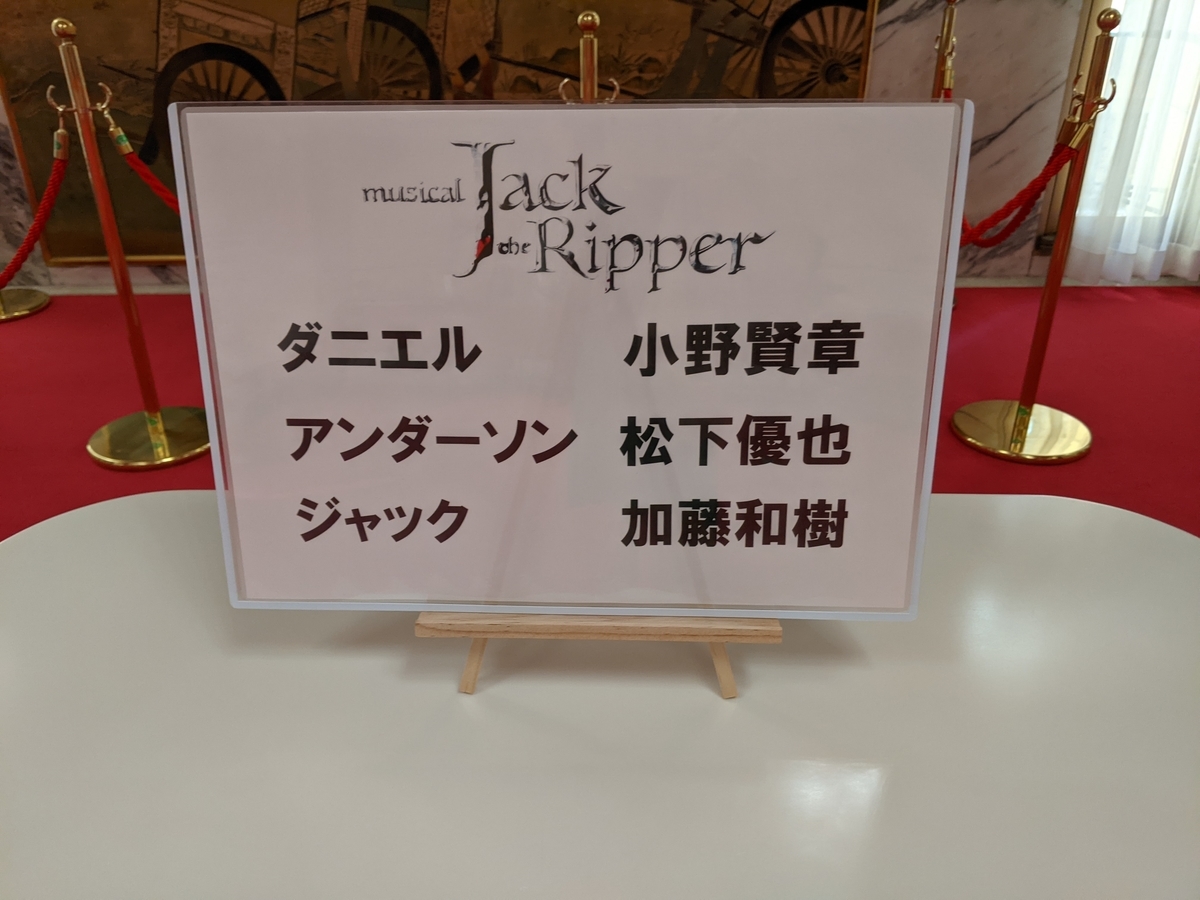 musical Jack
the Ripper
ダニエル 小野賢章
アンダーソン 松下優也
ジャック 加藤和樹